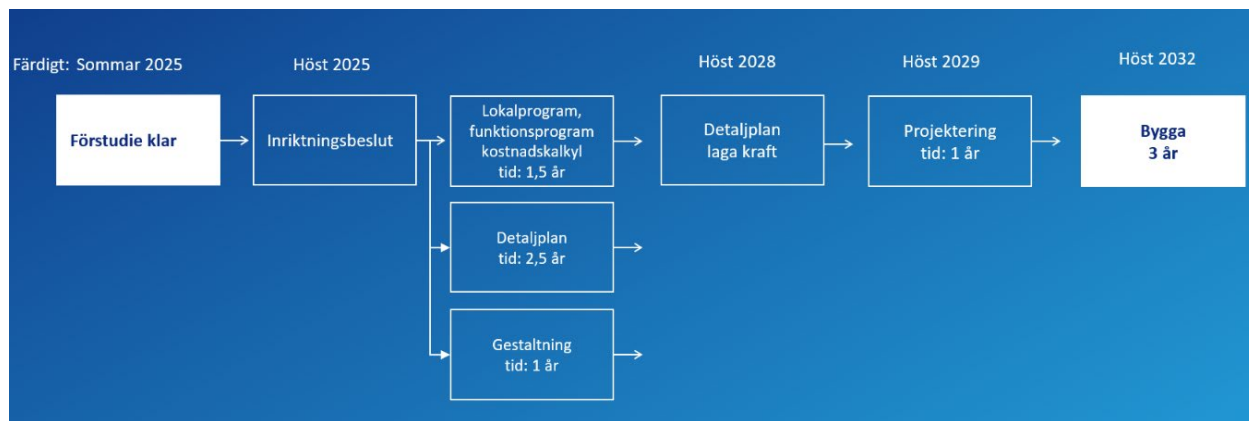 Färdigt: Sommar 2025
Höst 2025
Höst 2028
Höst 2029
Höst 2032
Förstudie klar
Inriktningsbeslut
Lokalprogram,
funktionsprogram
kostnadskalkyl
tid: 1,5 år
Detaljplan
laga kraft
Projektering
tid: 1 år
Bygga
3 år
Detaljplan
tid: 2,5 år
Gestaltning
tid: 1 år